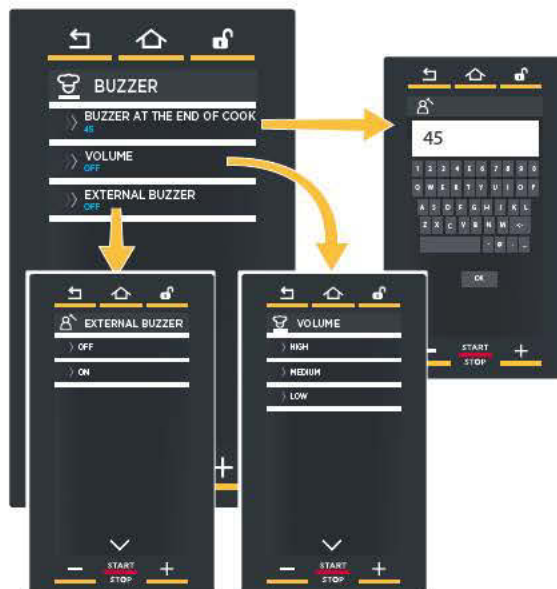 BUZZER
BUZZER AT THE END OF COOK
45
VOLUME
OFF
EXTERNAL BUZZER
OFF
45
1 2 3 4 5 6 7 8 9 0
Q W E R T Y U I O P
A S D F G H J K L
Z X C V B N M <-
- @ . _
OK
START
STOP
+
EXTERNAL BUZZER
OFF
ON
START
STOP
VOLUME
HIGH
MEDIUM
LOW
START
STOP